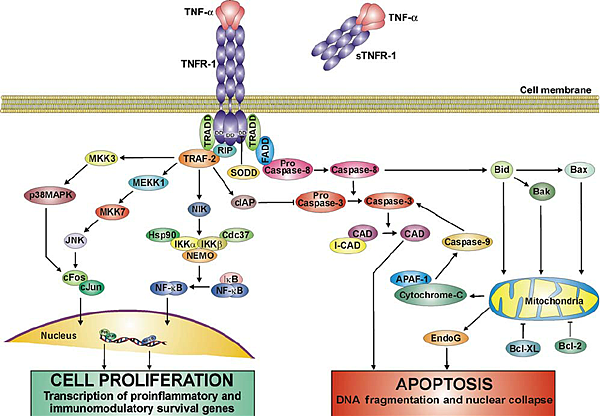 TNF-α
TNF-α
sTNFR-1
TNFR-1
Cell membrane
TRADD
DD
DD
DD
TRADD
RIP
FADD
MKK3
TRAF-2
SODD
Pro
Caspase-8
Caspase-8
Bid
Bax
Bak
p38MAPK
MEKK1
MKK7
NIK
cIAP
Pro
Caspase-3
Caspase-3
JNK
Hsp90
Cdc37
IKKα
IKKβ
NEMO
CAD
I-CAD
CAD
Caspase-9
cFos
cJun
NF-κB
IκB
NF-κB
APAF-1
Cytochrome-C
Mitochondria
Nucleus
EndoG
Bcl-XL
Bcl-2
CELL PROLIFERATION
Transcription of proinflammatory and
immunomodulatory survival genes
APOPTOSIS
DNA fragmentation and nuclear collapse